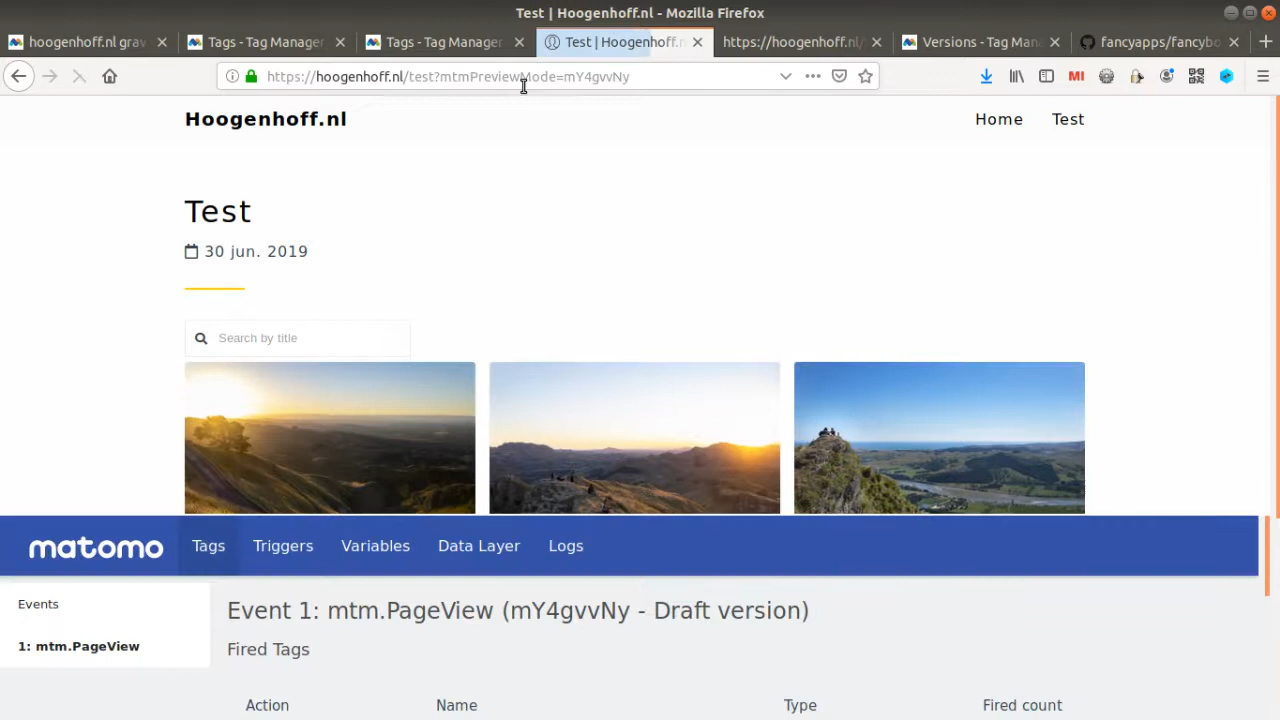 Test | Hoogenhoff.nl - Mozilla Firefox
hoogenhoff.nl grav
Tags - Tag Manager
Tags - Tag Manager
Test | Hoogenhoff.n
https://hoogenhoff.nl/
Versions - Tag Man
fancyapps/fancybo
https://hoogenhoff.nl/test?mtmPreviewMode=mY4gvvNy
MI
Hoogenhoff.nl
Home
Test
Test
30 jun. 2019
Search by title
matomo
Tags
Triggers
Variables
Data Layer
Logs
Events
1: mtm.PageView
Event 1: mtm.PageView (mY4gvvNy - Draft version)
Fired Tags
Action
Name
Type
Fired count